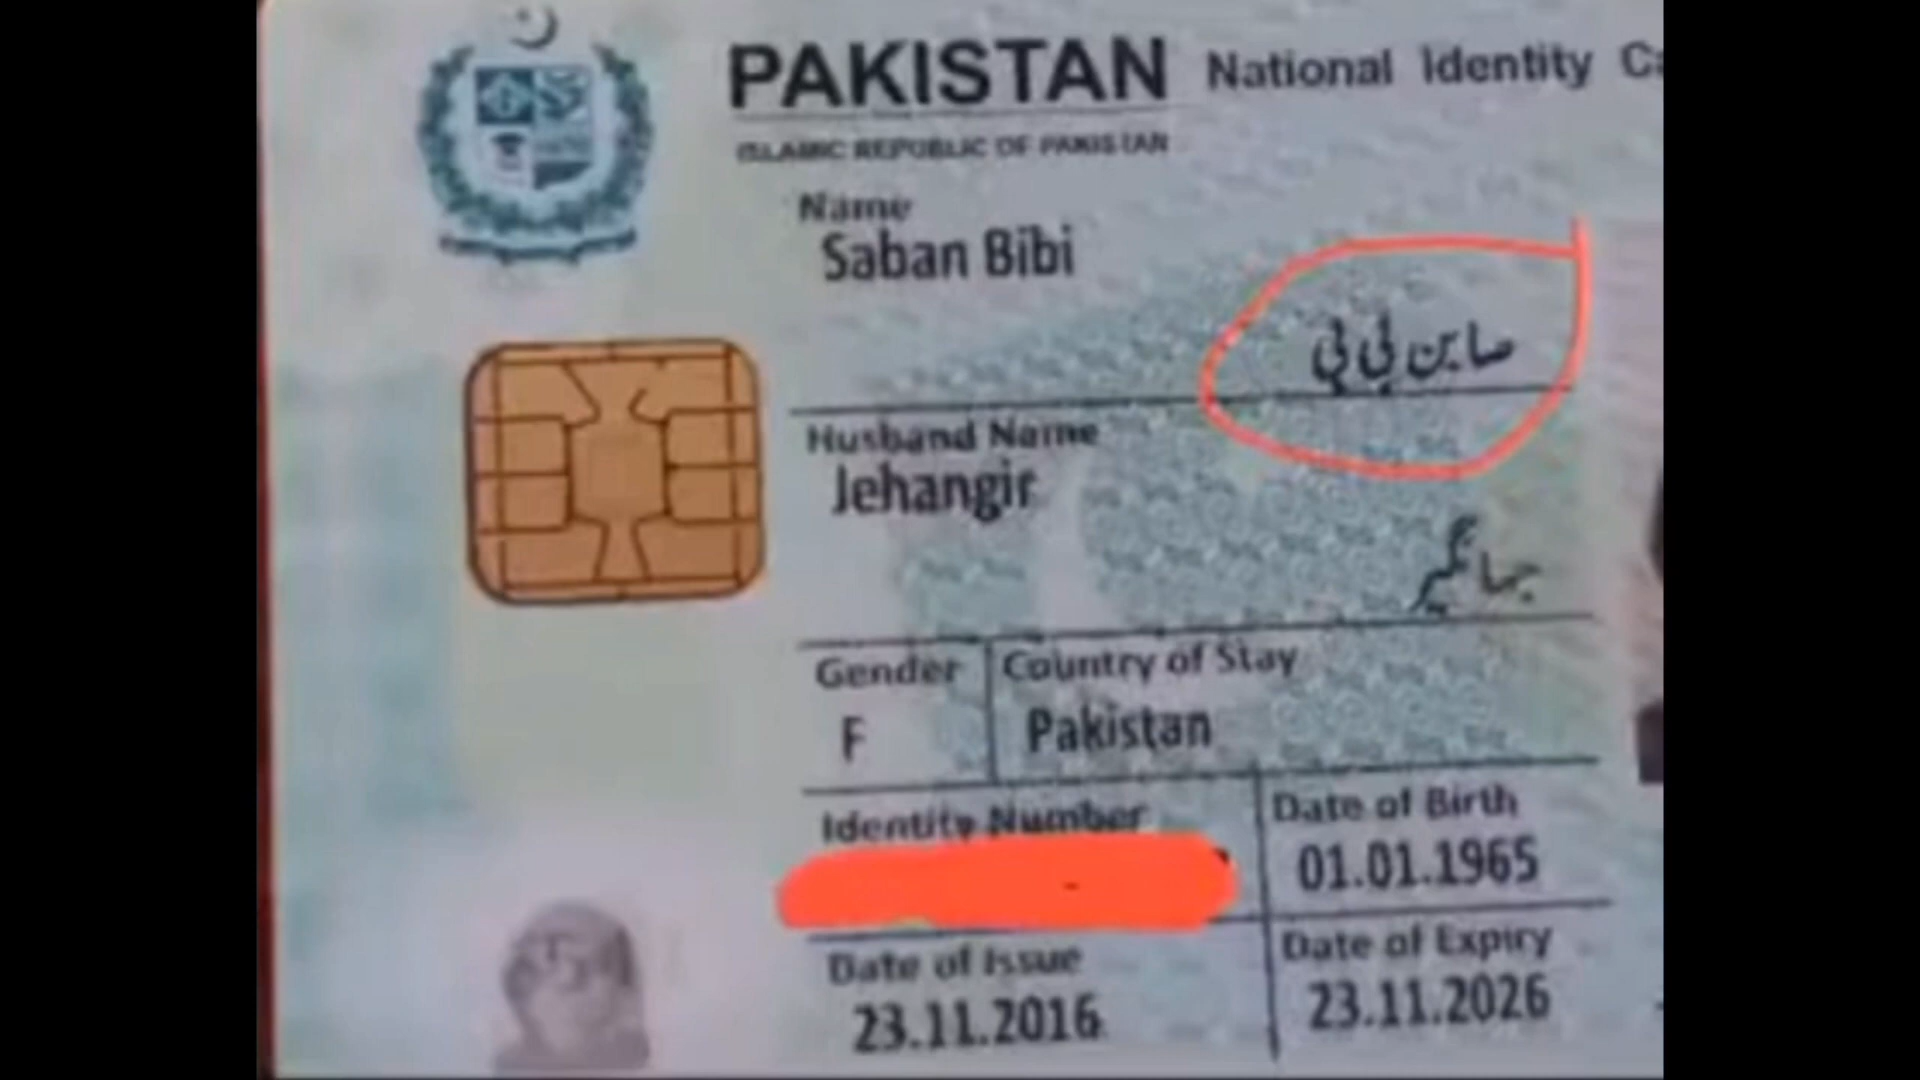 PAKISTAN National Identity Ca
ISLAMIC REPUBLIC OF PAKISTAN
Name
Saban Bibi
صابن بی بی
Husband Name
Jehangir
جہانگیر
Gender Country of Stay
F Pakistan
Identity Number Date of Birth
01.01.1965
Date of Issue Date of Expiry
23.11.2016 23.11.2026